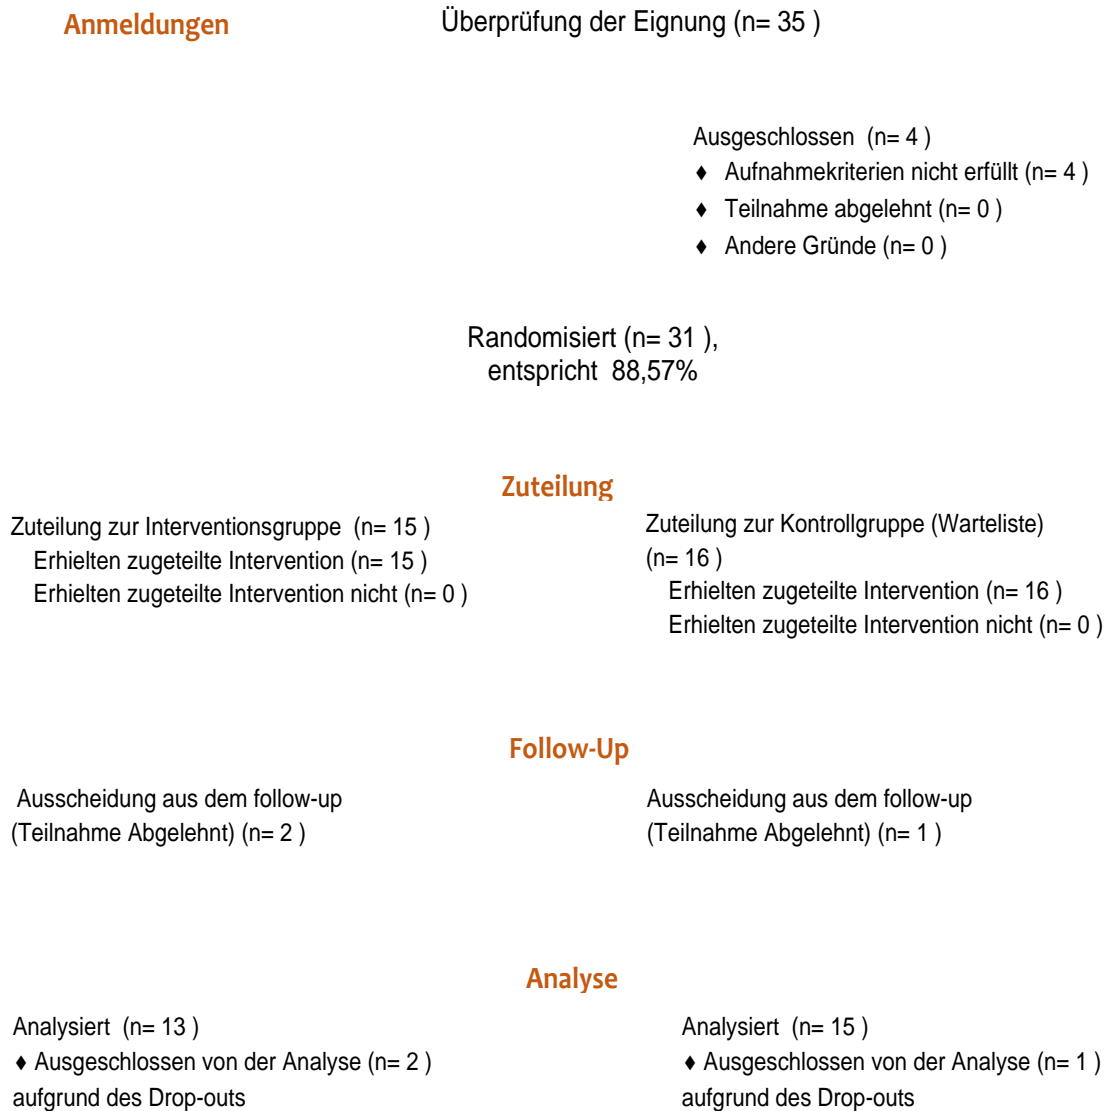 Anmeldungen
Überprüfung der Eignung (n= 35 )
Ausgeschlossen (n= 4 )
♦ Aufnahmekriterien nicht erfüllt (n= 4 )
♦ Teilnahme abgelehnt (n= 0 )
♦ Andere Gründe (n= 0 )
Randomisiert (n= 31 ),
entspricht 88,57%
Zuteilung
Zuteilung zur Interventionsgruppe (n= 15 )
Erhielten zugeteilte Intervention (n= 15 )
Erhielten zugeteilte Intervention nicht (n= 0 )
Zuteilung zur Kontrollgruppe (Warteliste)
(n= 16 )
Erhielten zugeteilte Intervention (n= 16 )
Erhielten zugeteilte Intervention nicht (n= 0 )
Follow-Up
Ausscheidung aus dem follow-up
(Teilnahme Abgelehnt) (n= 2 )
Ausscheidung aus dem follow-up
(Teilnahme Abgelehnt) (n= 1 )
Analyse
Analysiert (n= 13 )
♦ Ausgeschlossen von der Analyse (n= 2 )
aufgrund des Drop-outs
Analysiert (n= 15 )
♦ Ausgeschlossen von der Analyse (n= 1 )
aufgrund des Drop-outs